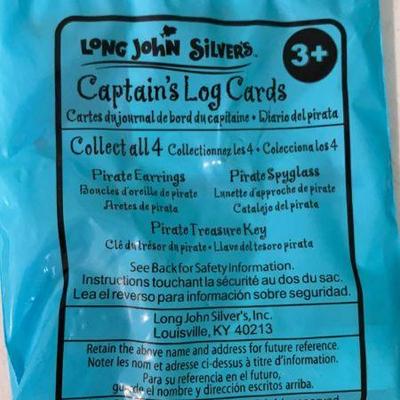 LONG JOHN SILVER'S
3+
Captain's Log Cards
Cartes du journal de bord du capitaine • Diario del pirata
Collect all 4 Collectionnez les 4 • Colecciona los 4
Pirate Earrings
Boucles d'oreille de pirate
Aretes de pirata
Pirate Spyglass
Lunette d'approche de pirate
Catalejo del pirata
Pirate Treasure Key
Clé du trésor du pirate • Llave del tesoro pirata
See Back for Safety Information.
Instructions touchant la sécurité au dos du sac.
Lea el reverso para información sobre seguridad.
Long John Silver's, Inc.
Louisville, KY 40213
Retain the above name and address for future reference.
Noter les nom et adresse ci-dessus à titre d'information.
Para su referencia en el futuro,
guarde el nombre y dirección escritos arriba.